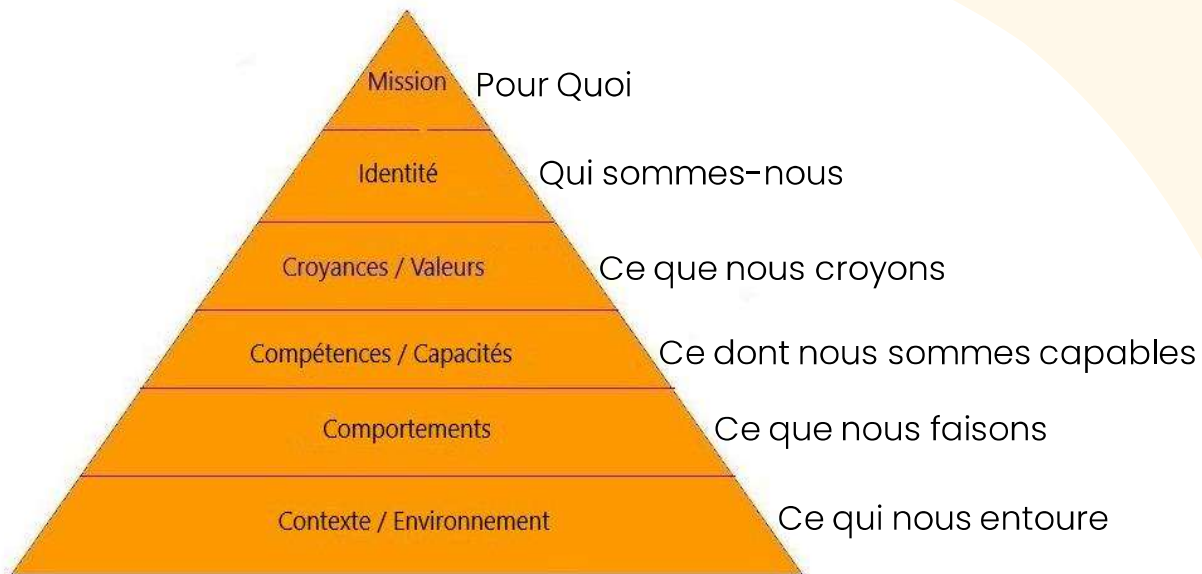 Mission Pour Quoi
Identité Qui sommes-nous
Croyances / Valeurs Ce que nous croyons
Compétences / Capacités Ce dont nous sommes capables
Comportements Ce que nous faisons
Contexte / Environnement Ce qui nous entoure